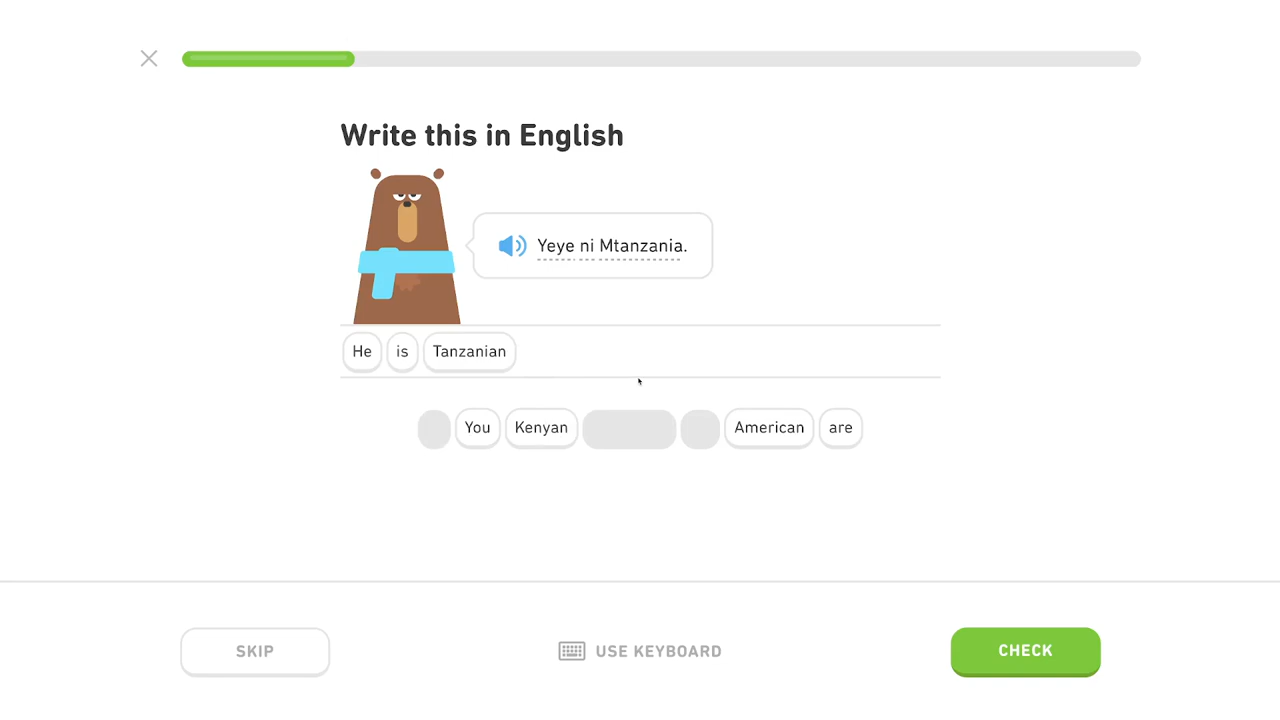 Write this in English
Yeye ni Mtanzania.
He is Tanzanian
You Kenyan American are
SKIP USE KEYBOARD CHECK